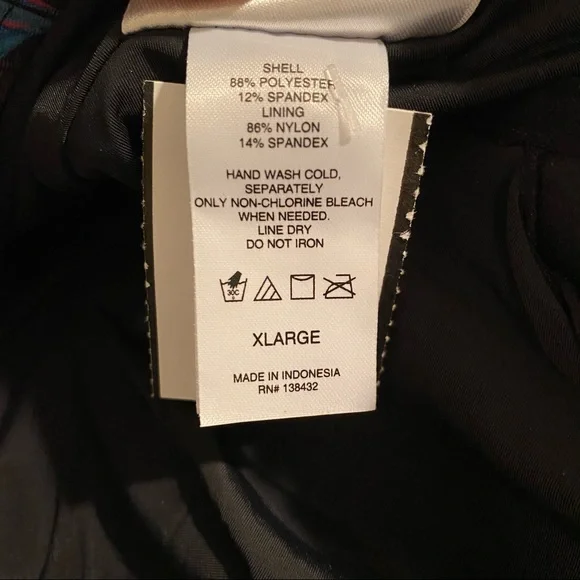 SHELL
88% POLYESTER
12% SPANDEX
LINING
86% NYLON
14% SPANDEX
HAND WASH COLD,
SEPARATELY
ONLY NON-CHLORINE BLEACH
WHEN NEEDED.
LINE DRY
DO NOT IRON
30C
XLARGE
MADE IN INDONESIA
RN# 138432